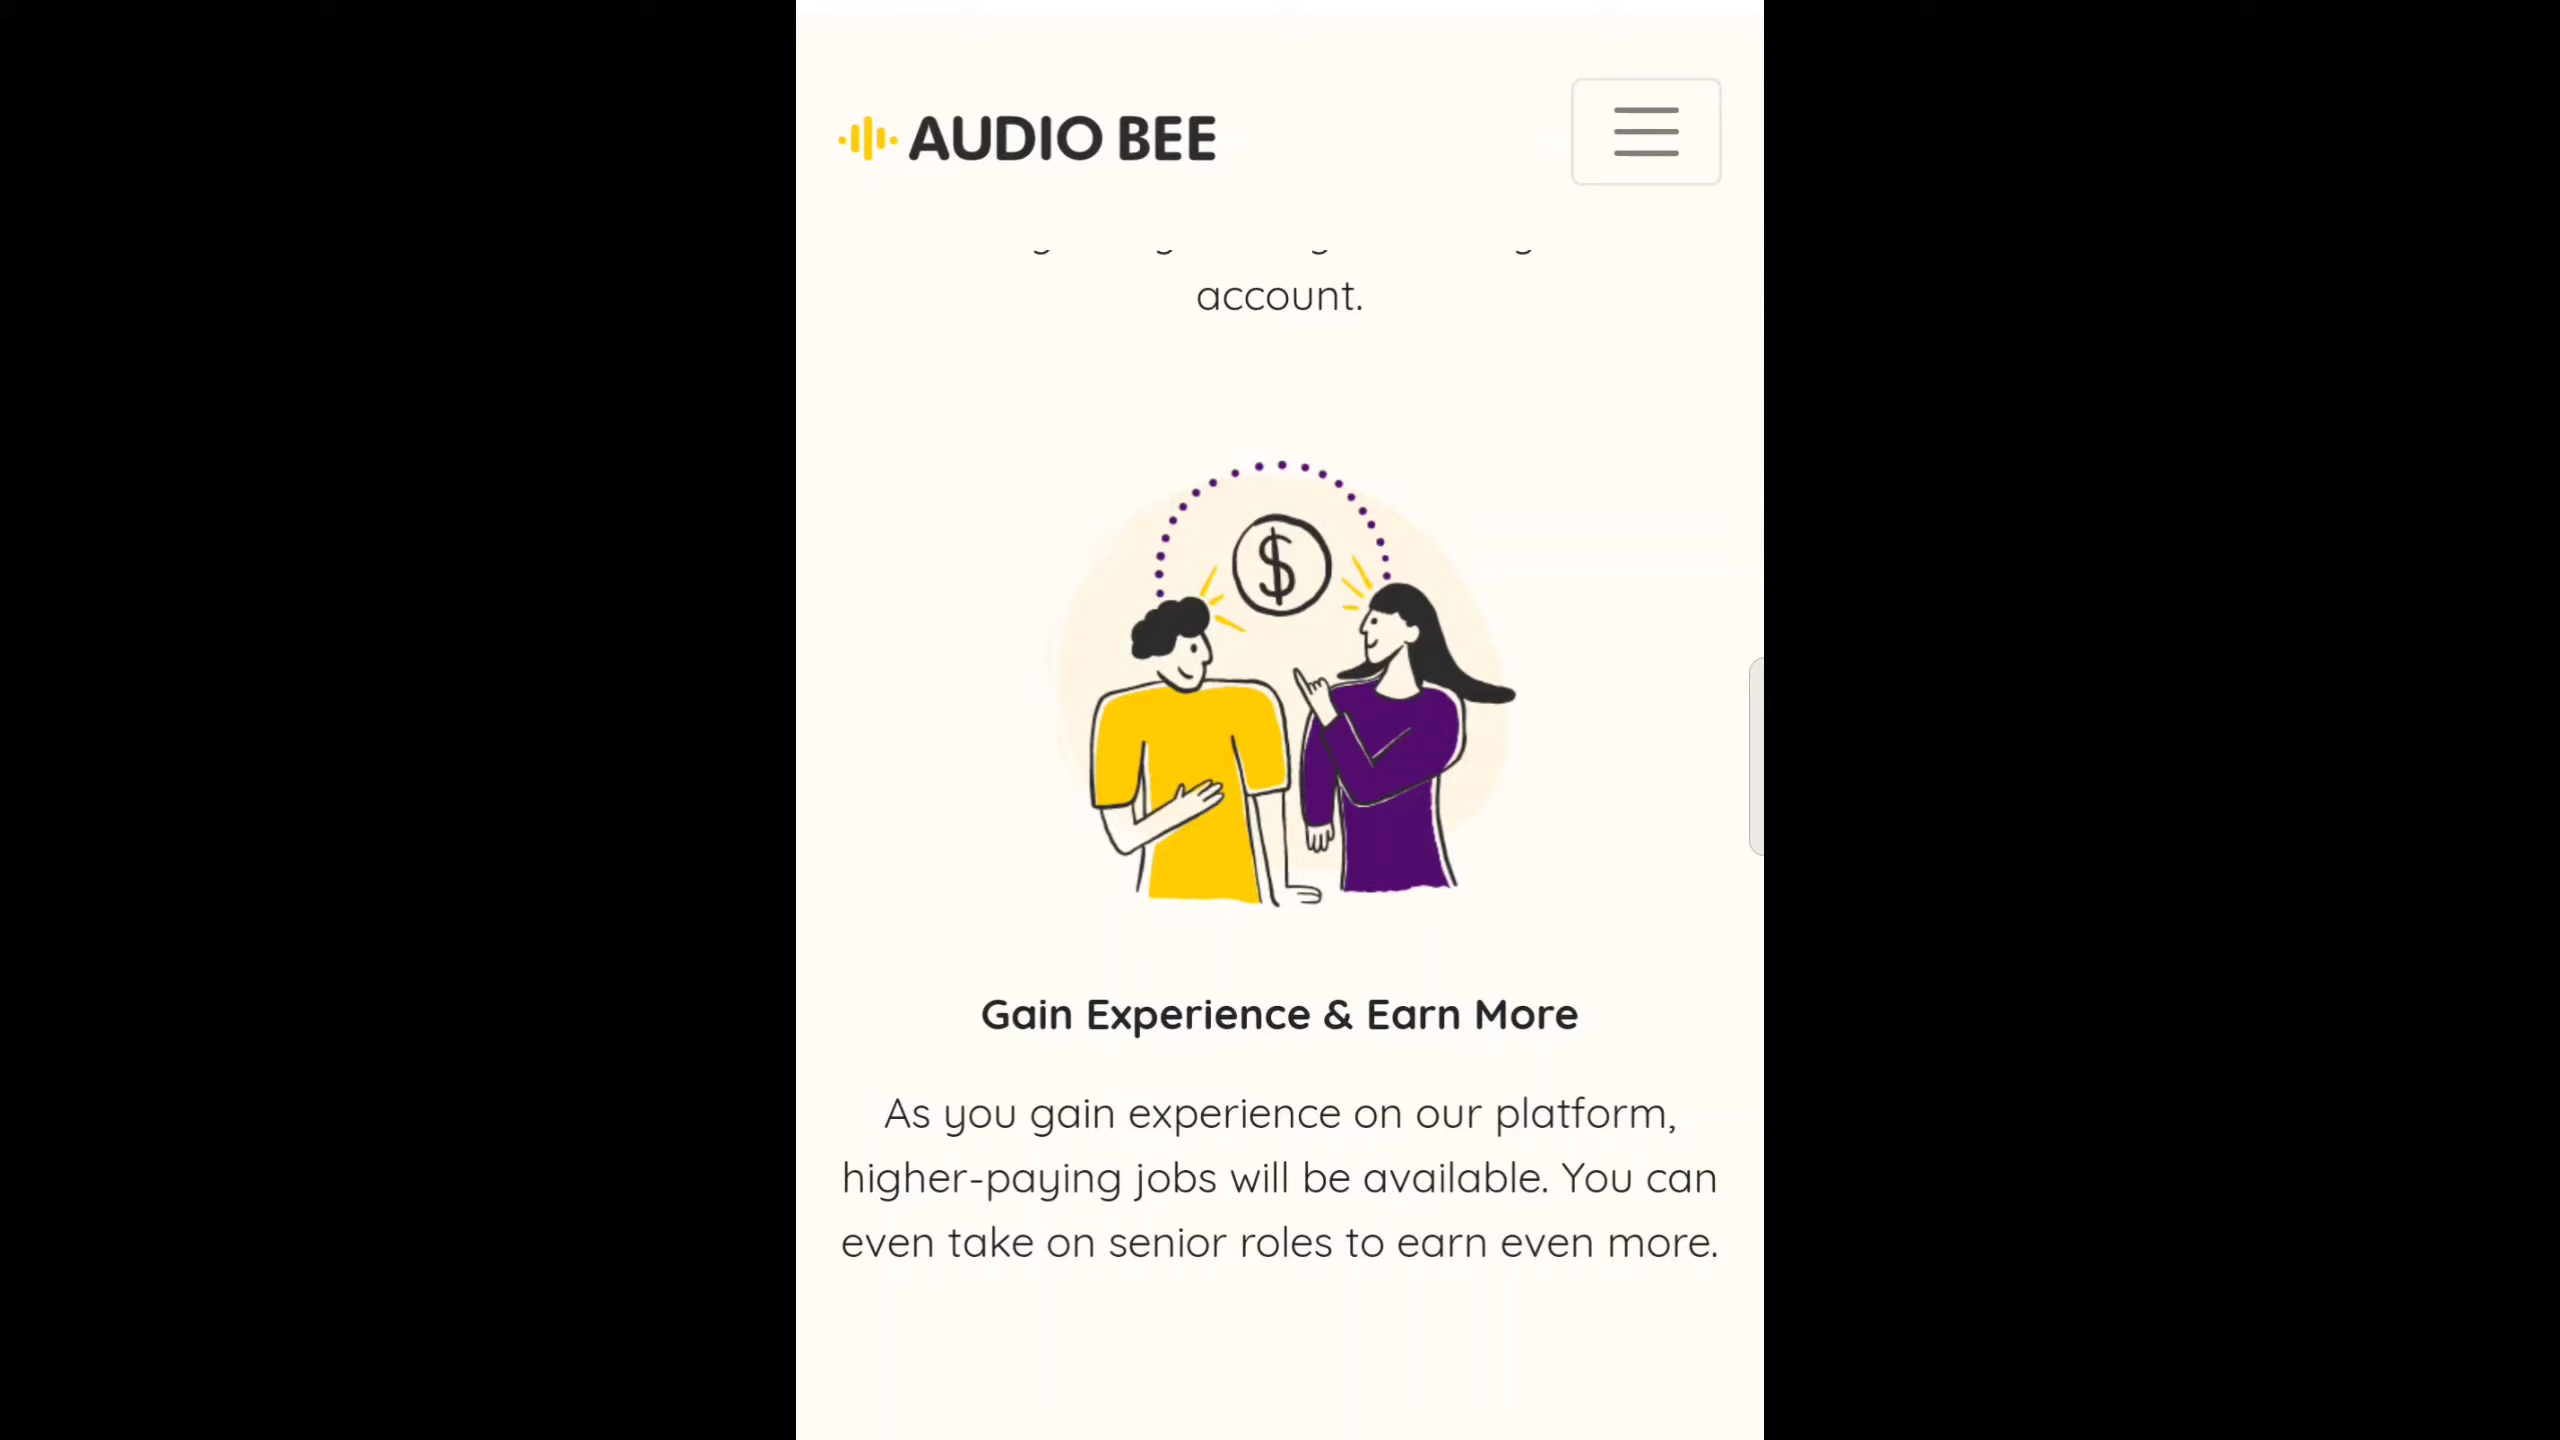 AUDIO BEE
account.
$
Gain Experience & Earn More
As you gain experience on our platform,
higher-paying jobs will be available. You can
even take on senior roles to earn even more.